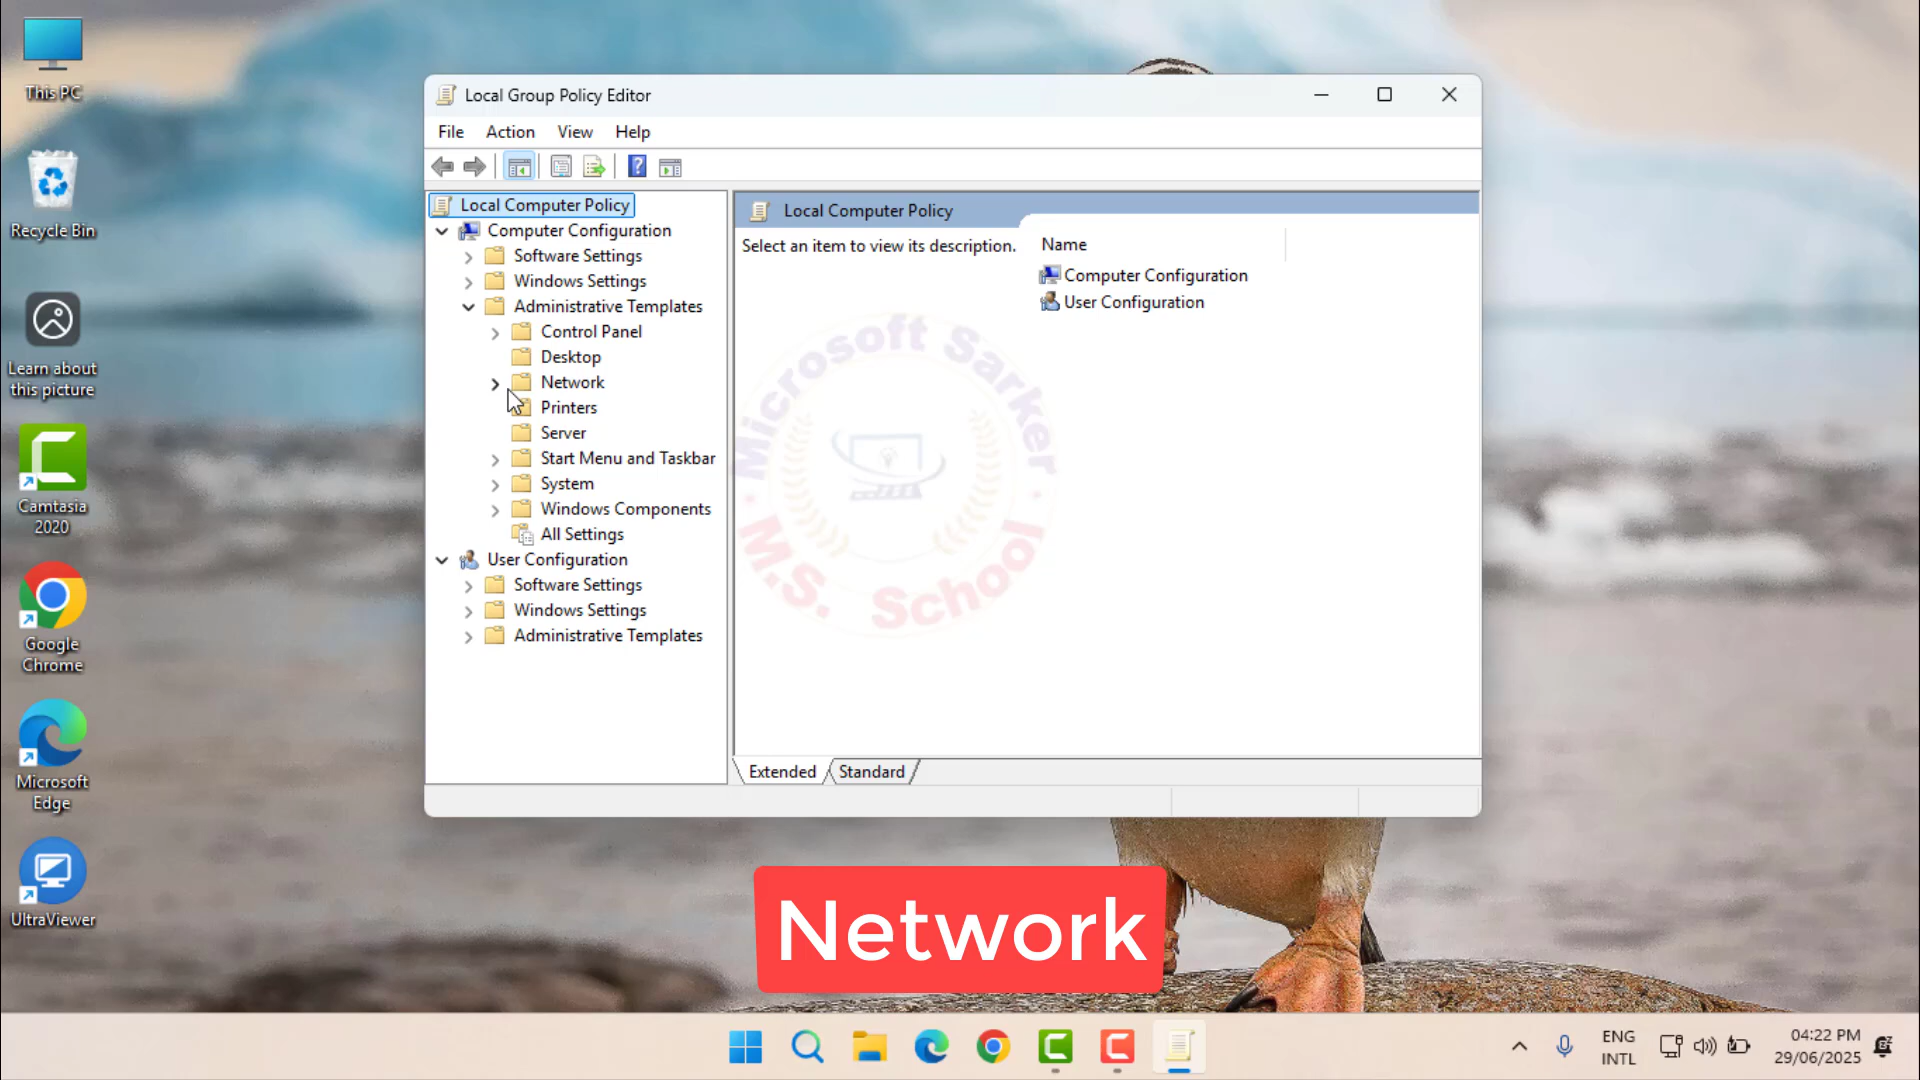 This PC
Recycle Bin
Learn about
this picture
Camtasia
2020
Google
Chrome
Microsoft
Edge
UltraViewer
Local Group Policy Editor
File Action View Help
Local Computer Policy
Computer Configuration
Software Settings
Windows Settings
Administrative Templates
Control Panel
Desktop
Network
Printers
Server
Start Menu and Taskbar
System
Windows Components
All Settings
User Configuration
Software Settings
Windows Settings
Administrative Templates
Local Computer Policy
Select an item to view its description.
Name
Computer Configuration
User Configuration
Microsoft Sarker
M.S. School
Extended Standard
Network
ENG
INTL
04:22 PM
29/06/2025